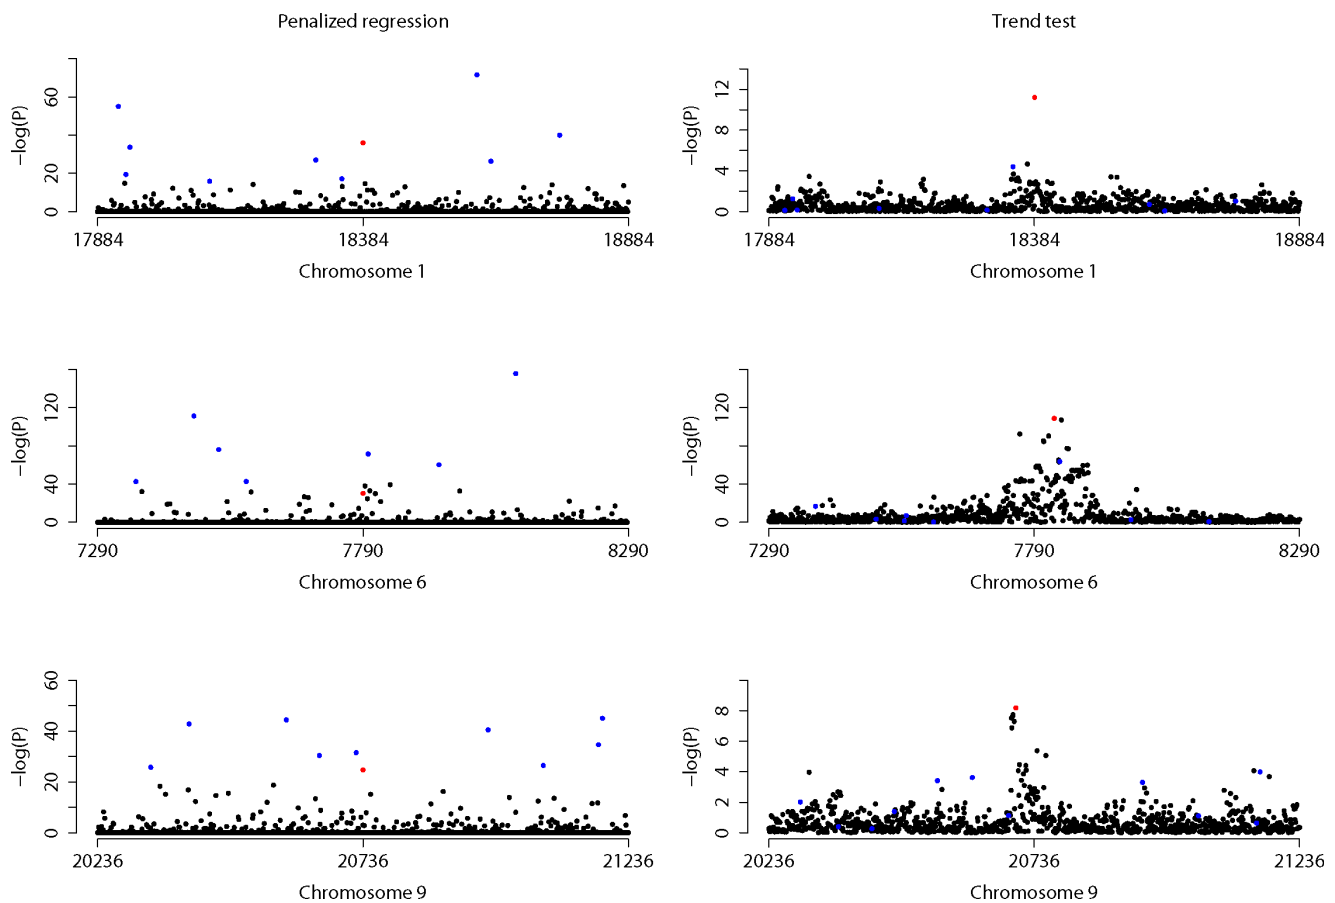 Penalized regression
Trend test
−log(P)
60
20
0
17884 18384 18884
Chromosome 1
−log(P)
12
8
4
0
17884 18384 18884
Chromosome 1
−log(P)
120
40
0
7290 7790 8290
Chromosome 6
−log(P)
120
40
0
7290 7790 8290
Chromosome 6
−log(P)
60
40
20
0
20236 20736 21236
Chromosome 9
−log(P)
8
6
4
2
0
20236 20736 21236
Chromosome 9